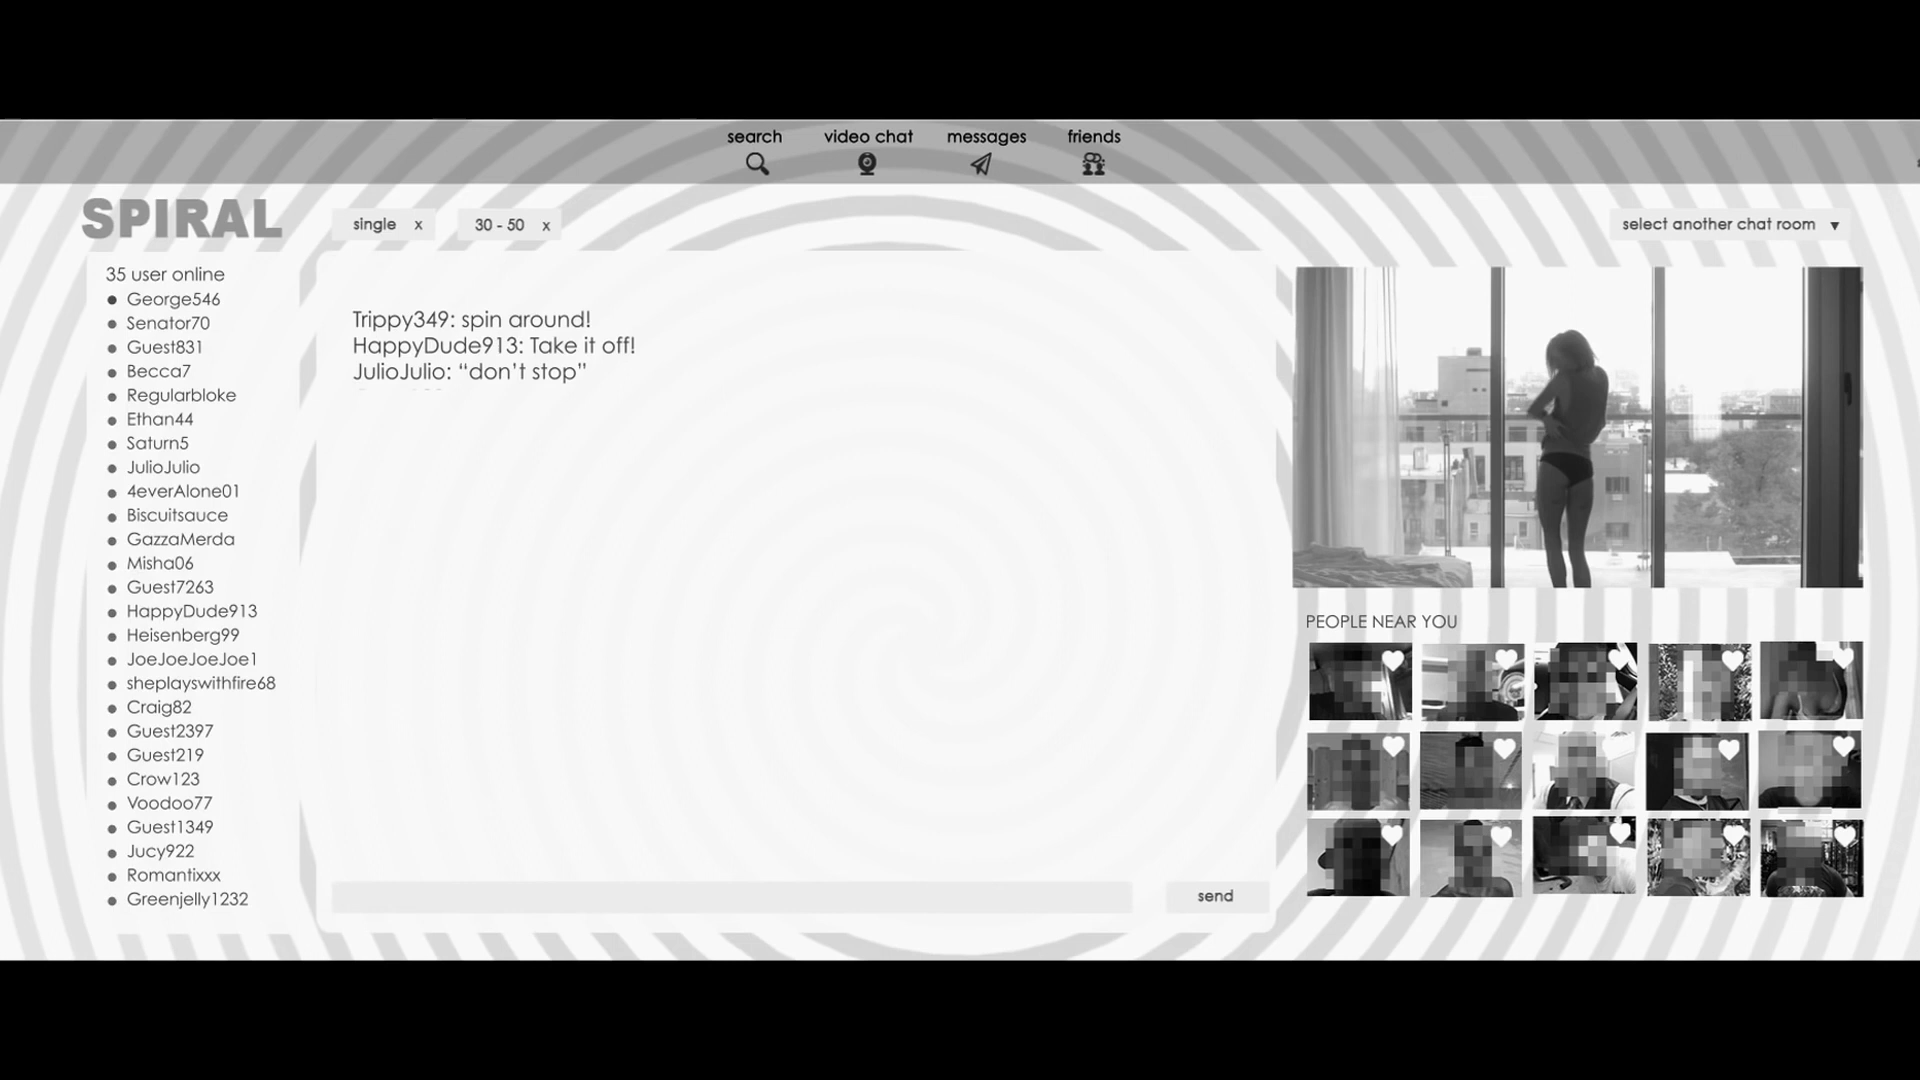 search video chat messages friends
SPIRAL
single x 30 - 50 x
select another chat room ▼
35 user online
George546
Senator70
Guest831
Becca7
Regularbloke
Ethan44
Saturn5
JulioJulio
4everAlone01
Biscuitsauce
GazzaMerda
Misha06
Guest7263
HappyDude913
Heisenberg99
JoeJoeJoeJoe1
sheplayswithfire68
Craig82
Guest2397
Guest219
Crow123
Voodoo77
Guest1349
Jucy922
Romantixxx
Greenjelly1232
Trippy349: spin around!
HappyDude913: Take it off!
JulioJulio: “don’t stop”
send
PEOPLE NEAR YOU